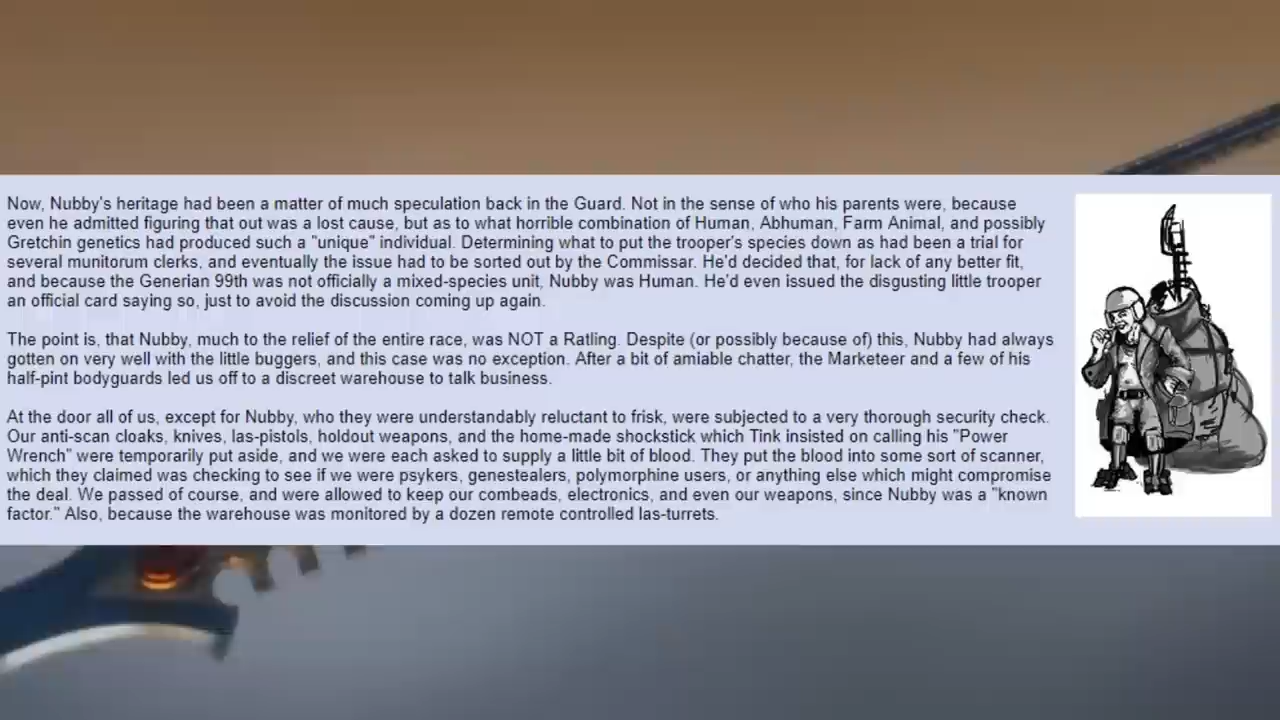 Now, Nubby's heritage had been a matter of much speculation back in the Guard. Not in the sense of who his parents were, because
even he admitted figuring that out was a lost cause, but as to what horrible combination of Human, Abhuman, Farm Animal, and possibly
Gretchin genetics had produced such a "unique" individual. Determining what to put the trooper's species down as had been a trial for
several munitorum clerks, and eventually the issue had to be sorted out by the Commissar. He'd decided that, for lack of any better fit,
and because the Generian 99th was not officially a mixed-species unit, Nubby was Human. He'd even issued the disgusting little trooper
an official card saying so, just to avoid the discussion coming up again.
The point is, that Nubby, much to the relief of the entire race, was NOT a Ratling. Despite (or possibly because of) this, Nubby had always
gotten on very well with the little buggers, and this case was no exception. After a bit of amiable chatter, the Marketeer and a few of his
half-pint bodyguards led us off to a discreet warehouse to talk business.
At the door all of us, except for Nubby, who they were understandably reluctant to frisk, were subjected to a very thorough security check.
Our anti-scan cloaks, knives, las-pistols, holdout weapons, and the home-made shockstick which Tink insisted on calling his "Power
Wrench" were temporarily put aside, and we were each asked to supply a little bit of blood. They put the blood into some sort of scanner,
which they claimed was checking to see if we were psykers, genestealers, polymorphine users, or anything else which might compromise
the deal. We passed of course, and were allowed to keep our combeads, electronics, and even our weapons, since Nubby was a "known
factor." Also, because the warehouse was monitored by a dozen remote controlled las-turrets.